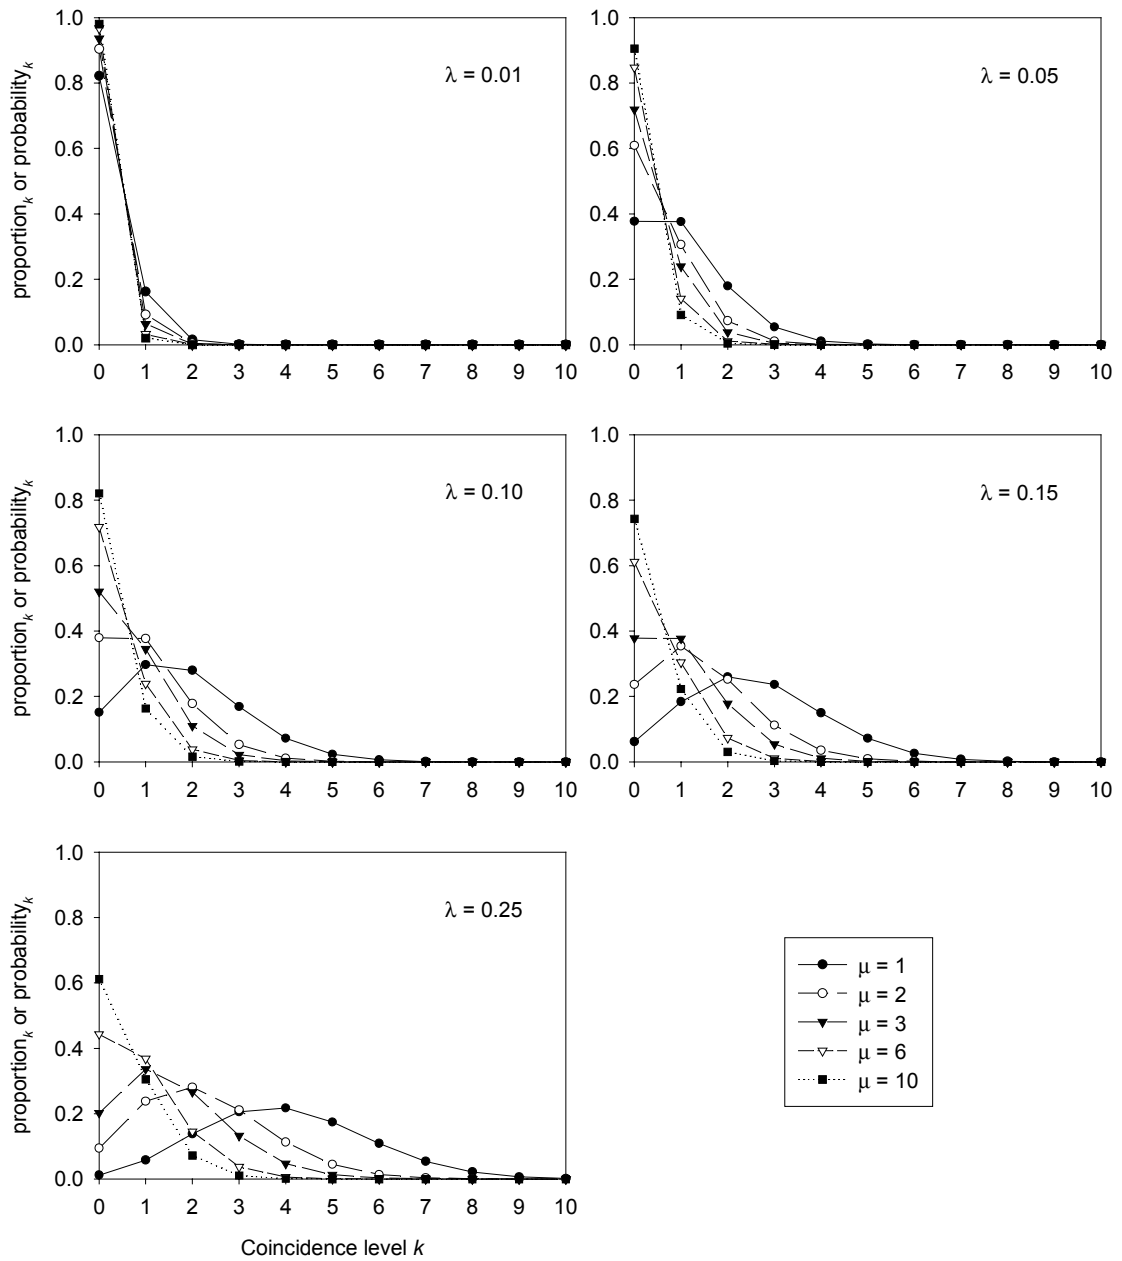 1.0
0.8
0.6
0.4
0.2
0.0
0 1 2 3 4 5 6 7 8 9 10
proportionk or probabilityk
λ = 0.01
1.0
0.8
0.6
0.4
0.2
0.0
0 1 2 3 4 5 6 7 8 9 10
λ = 0.05
1.0
0.8
0.6
0.4
0.2
0.0
0 1 2 3 4 5 6 7 8 9 10
proportionk or probabilityk
λ = 0.10
1.0
0.8
0.6
0.4
0.2
0.0
0 1 2 3 4 5 6 7 8 9 10
λ = 0.15
1.0
0.8
0.6
0.4
0.2
0.0
0 1 2 3 4 5 6 7 8 9 10
proportionk or probabilityk
λ = 0.25
Coincidence level k
μ = 1
μ = 2
μ = 3
μ = 6
μ = 10